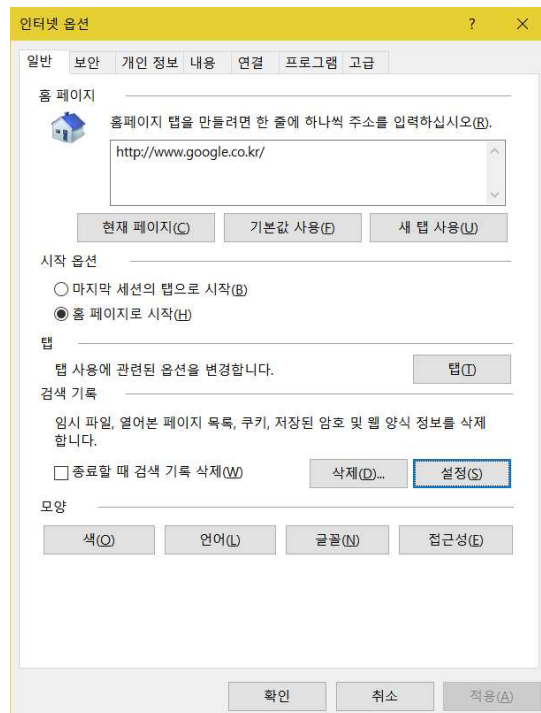 인터넷 옵션 ? ×
일반 보안 개인 정보 내용 연결 프로그램 고급
홈 페이지
홈페이지 탭을 만들려면 한 줄에 하나씩 주소를 입력하십시오(R).
http://www.google.co.kr/
현재 페이지(C) 기본값 사용(F) 새 탭 사용(U)
시작 옵션
마지막 세션의 탭으로 시작(B)
홈 페이지로 시작(H)
탭
탭 사용에 관련된 옵션을 변경합니다. 탭(T)
검색 기록
임시 파일, 열어본 페이지 목록, 쿠키, 저장된 암호 및 웹 양식 정보를 삭제
합니다.
종료할 때 검색 기록 삭제(W) 삭제(D)... 설정(S)
모양
색(O) 언어(L) 글꼴(N) 접근성(E)
확인 취소 적용(A)